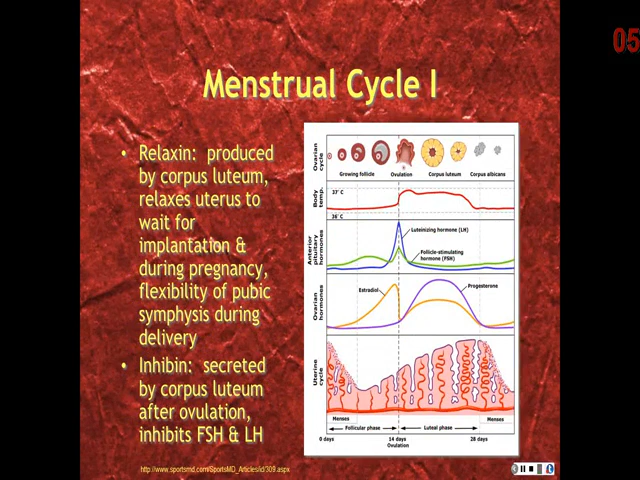 05
Menstrual Cycle I
• Relaxin: produced
by corpus luteum,
relaxes uterus to
wait for
implantation &
during pregnancy,
flexibility of pubic
symphysis during
delivery
• Inhibin: secreted
by corpus luteum
after ovulation,
inhibits FSH & LH
Ovarian
cycle
Growing follicle
Ovulation
Corpus luteum
Corpus albicans
Body
temp.
37° C
36° C
Anterior
pituitary
hormones
Luteinizing hormone (LH)
Follicle-stimulating
hormone (FSH)
Ovarian
hormones
Estradiol
Progesterone
Uterine
cycle
Menses
Menses
Follicular phase
Luteal phase
0 days
14 days
28 days
Ovulation
http://www.sportsmd.com/SportsMD_Articles/id/309.aspx